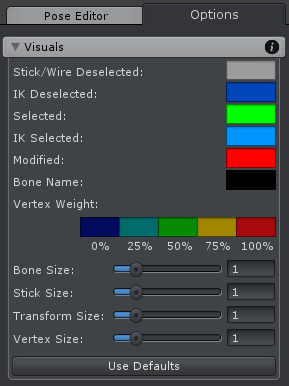 Pose Editor Options
Visuals
Stick/Wire Deselected:
IK Deselected:
Selected:
IK Selected:
Modified:
Bone Name:
Vertex Weight:
0% 25% 50% 75% 100%
Bone Size: 1
Stick Size: 1
Transform Size: 1
Vertex Size: 1
Use Defaults